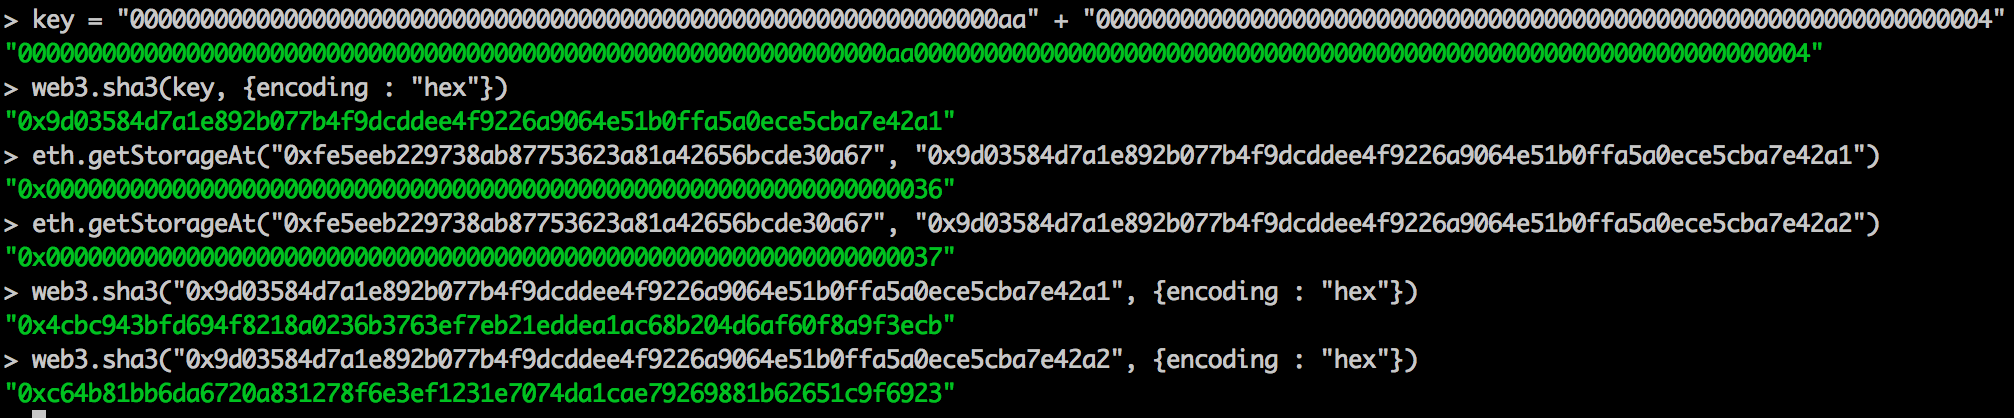 > key = "00000000000000000000000000000000000000000000000000000000000000aa" + "0000000000000000000000000000000000000000000000000000000000000004"
"00000000000000000000000000000000000000000000000000000000000000aa0000000000000000000000000000000000000000000000000000000000000004"
> web3.sha3(key, {encoding : "hex"})
"0x9d03584d7a1e892b077b4f9dcddee4f9226a9064e51b0ffa5a0ece5cba7e42a1"
> eth.getStorageAt("0xfe5eeb229738ab87753623a81a42656bcde30a67", "0x9d03584d7a1e892b077b4f9dcddee4f9226a9064e51b0ffa5a0ece5cba7e42a1")
"0x0000000000000000000000000000000000000000000000000000000000000036"
> eth.getStorageAt("0xfe5eeb229738ab87753623a81a42656bcde30a67", "0x9d03584d7a1e892b077b4f9dcddee4f9226a9064e51b0ffa5a0ece5cba7e42a2")
"0x0000000000000000000000000000000000000000000000000000000000000037"
> web3.sha3("0x9d03584d7a1e892b077b4f9dcddee4f9226a9064e51b0ffa5a0ece5cba7e42a1", {encoding : "hex"})
"0x4cbc943bfd694f8218a0236b3763ef7eb21eddea1ac68b204d6af60f8a9f3ecb"
> web3.sha3("0x9d03584d7a1e892b077b4f9dcddee4f9226a9064e51b0ffa5a0ece5cba7e42a2", {encoding : "hex"})
"0xc64b81bb6da6720a831278f6e3ef1231e7074da1cae79269881b62651c9f6923"